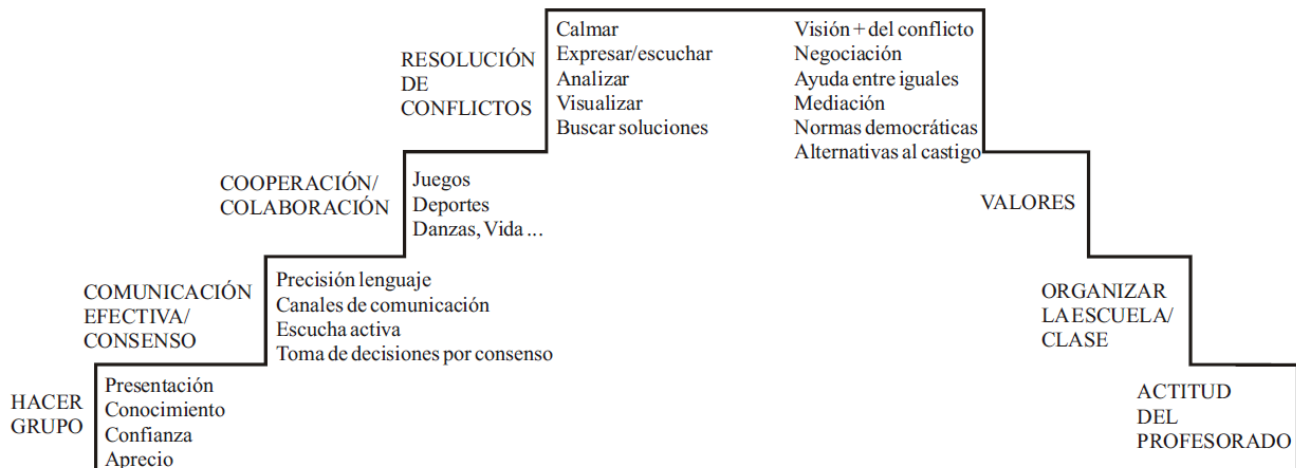 RESOLUCIÓN
DE
CONFLICTOS
Calmar
Expresar/escuchar
Analizar
Visualizar
Buscar soluciones
Visión + del conflicto
Negociación
Ayuda entre iguales
Mediación
Normas democráticas
Alternativas al castigo
COOPERACIÓN/
COLABORACIÓN
Juegos
Deportes
Danzas, Vida ...
VALORES
COMUNICACIÓN
EFECTIVA/
CONSENSO
Precisión lenguaje
Canales de comunicación
Escucha activa
Toma de decisiones por consenso
ORGANIZAR
LA ESCUELA/
CLASE
HACER
GRUPO
Presentación
Conocimiento
Confianza
Aprecio
ACTITUD
DEL
PROFESORADO